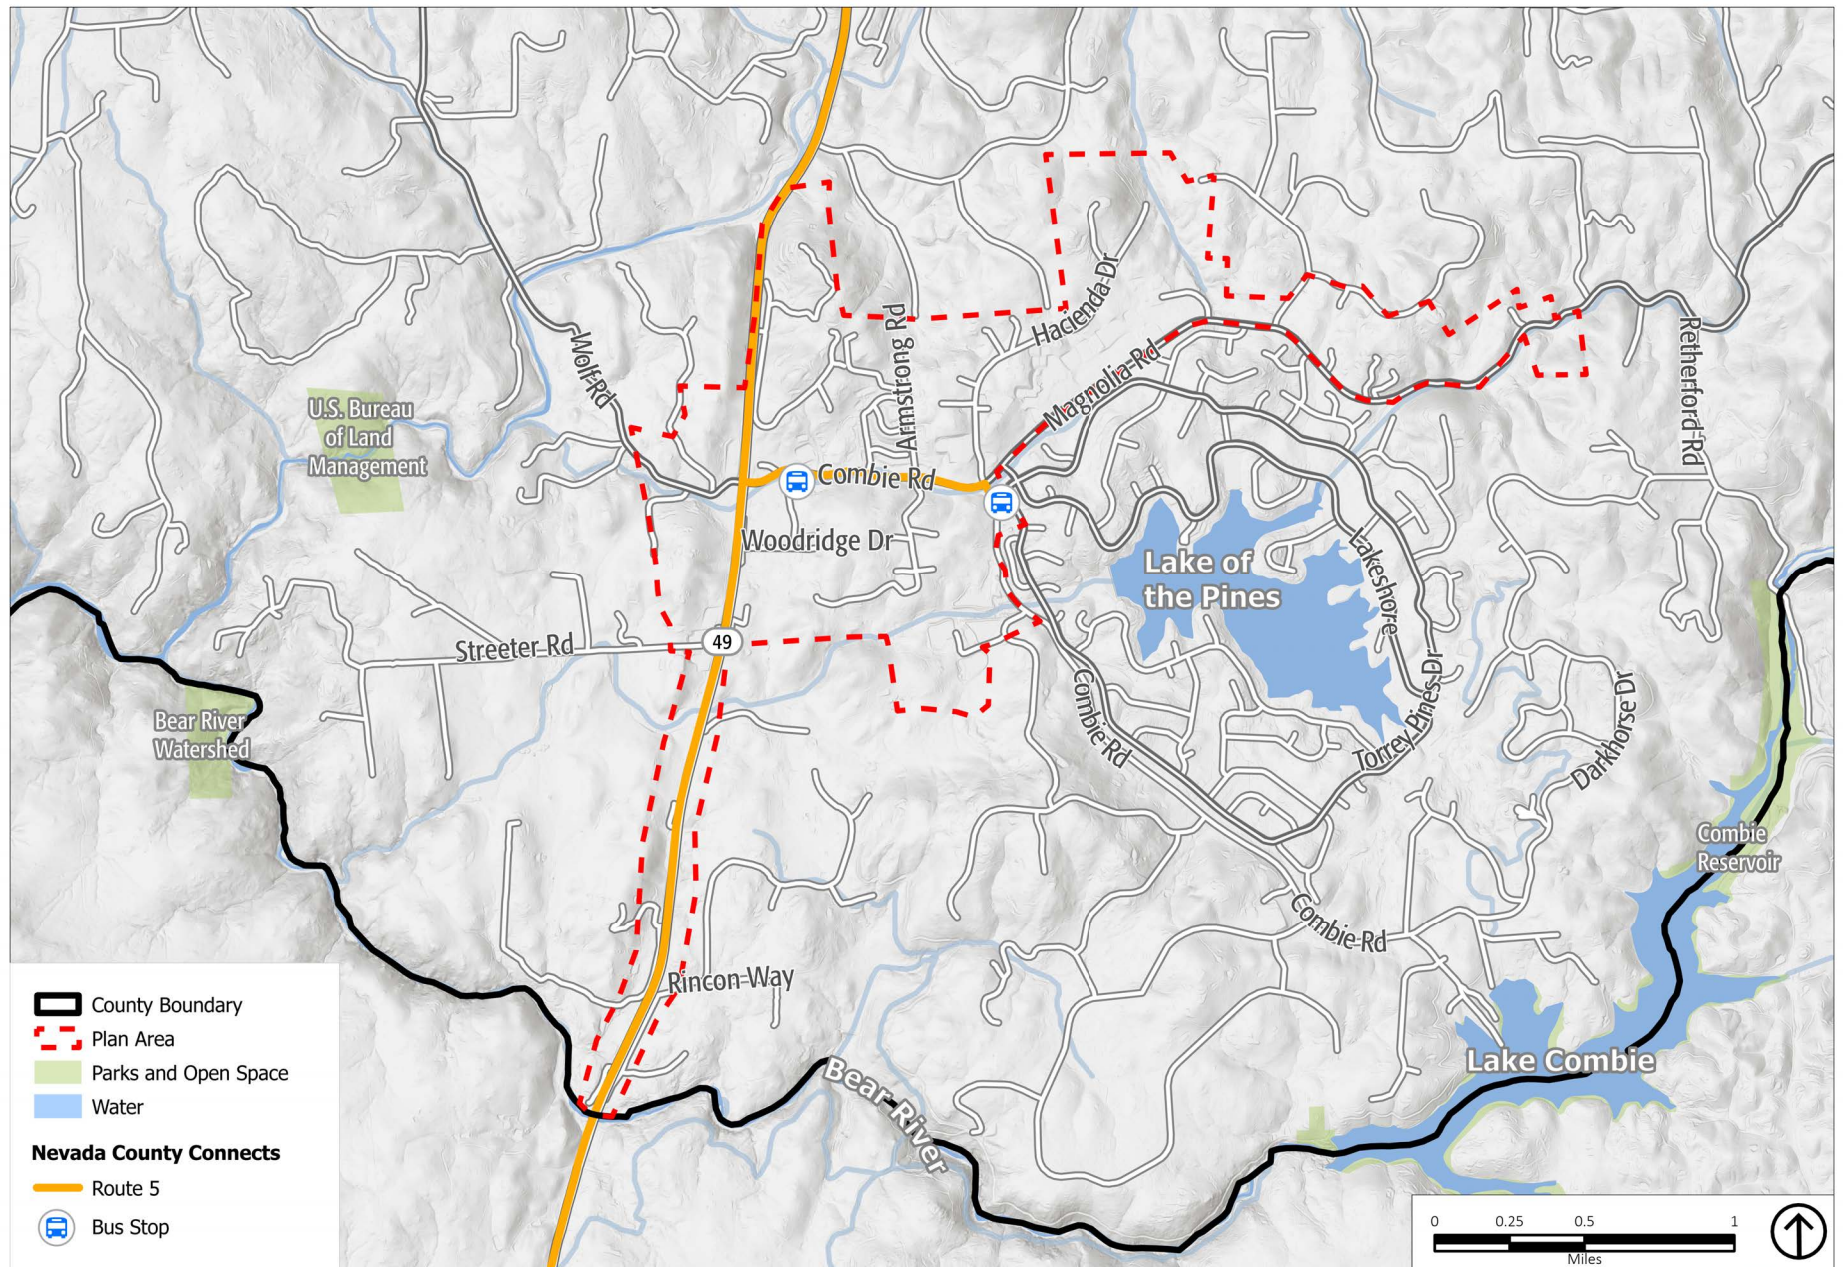 Hacienda Dr
Armstrong Rd
Magnolia Rd
Retherford Rd
Wolf Rd
U.S. Bureau
of Land
Management
Combie Rd
Woodridge Dr
Lake of
the Pines
Lakeshore
Streeter Rd
49
Bear River
Watershed
Combie Rd
Torrey Pines Dr
Darkhorse Dr
Combie
Reservoir
Combie Rd
Rincon Way
Lake Combie
Bear River
County Boundary
Plan Area
Parks and Open Space
Water
Nevada County Connects
Route 5
Bus Stop
0 0.25 0.5 1
Miles